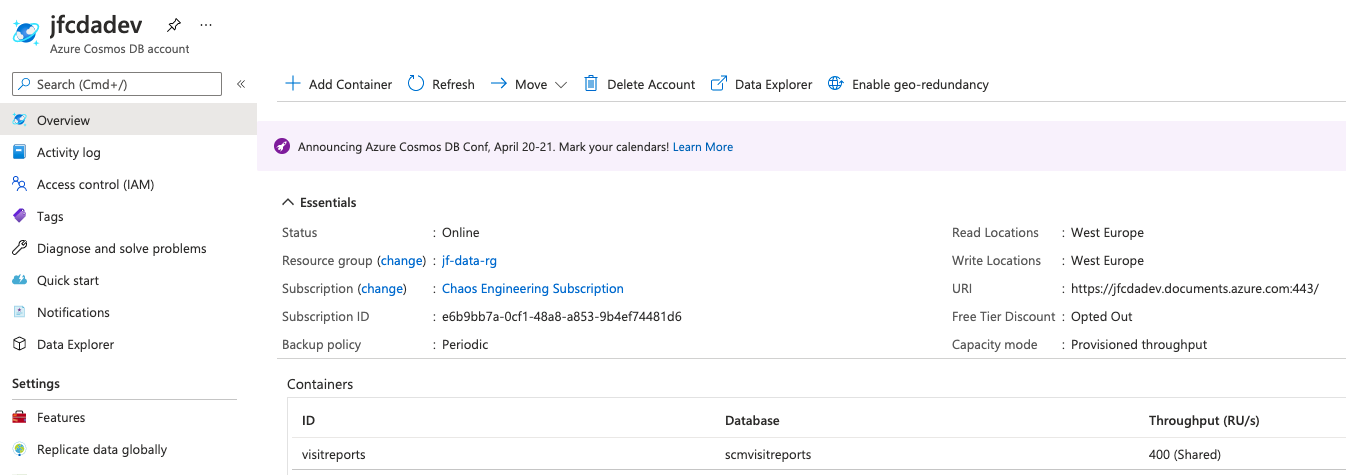 jfcdadev
Azure Cosmos DB account
Search (Cmd+/)
Add Container Refresh Move Delete Account Data Explorer Enable geo-redundancy
Overview
Activity log
Access control (IAM)
Tags
Diagnose and solve problems
Quick start
Notifications
Data Explorer
Settings
Features
Replicate data globally
Announcing Azure Cosmos DB Conf, April 20-21. Mark your calendars! Learn More
Essentials
Status : Online
Resource group (change) : jf-data-rg
Subscription (change) : Chaos Engineering Subscription
Subscription ID : e6b9bb7a-0cf1-48a8-a853-9b4ef74481d6
Backup policy : Periodic
Read Locations : West Europe
Write Locations : West Europe
URI : https://jfcdadev.documents.azure.com:443/
Free Tier Discount : Opted Out
Capacity mode : Provisioned throughput
Containers
ID Database Throughput (RU/s)
visitreports scmvisitreports 400 (Shared)